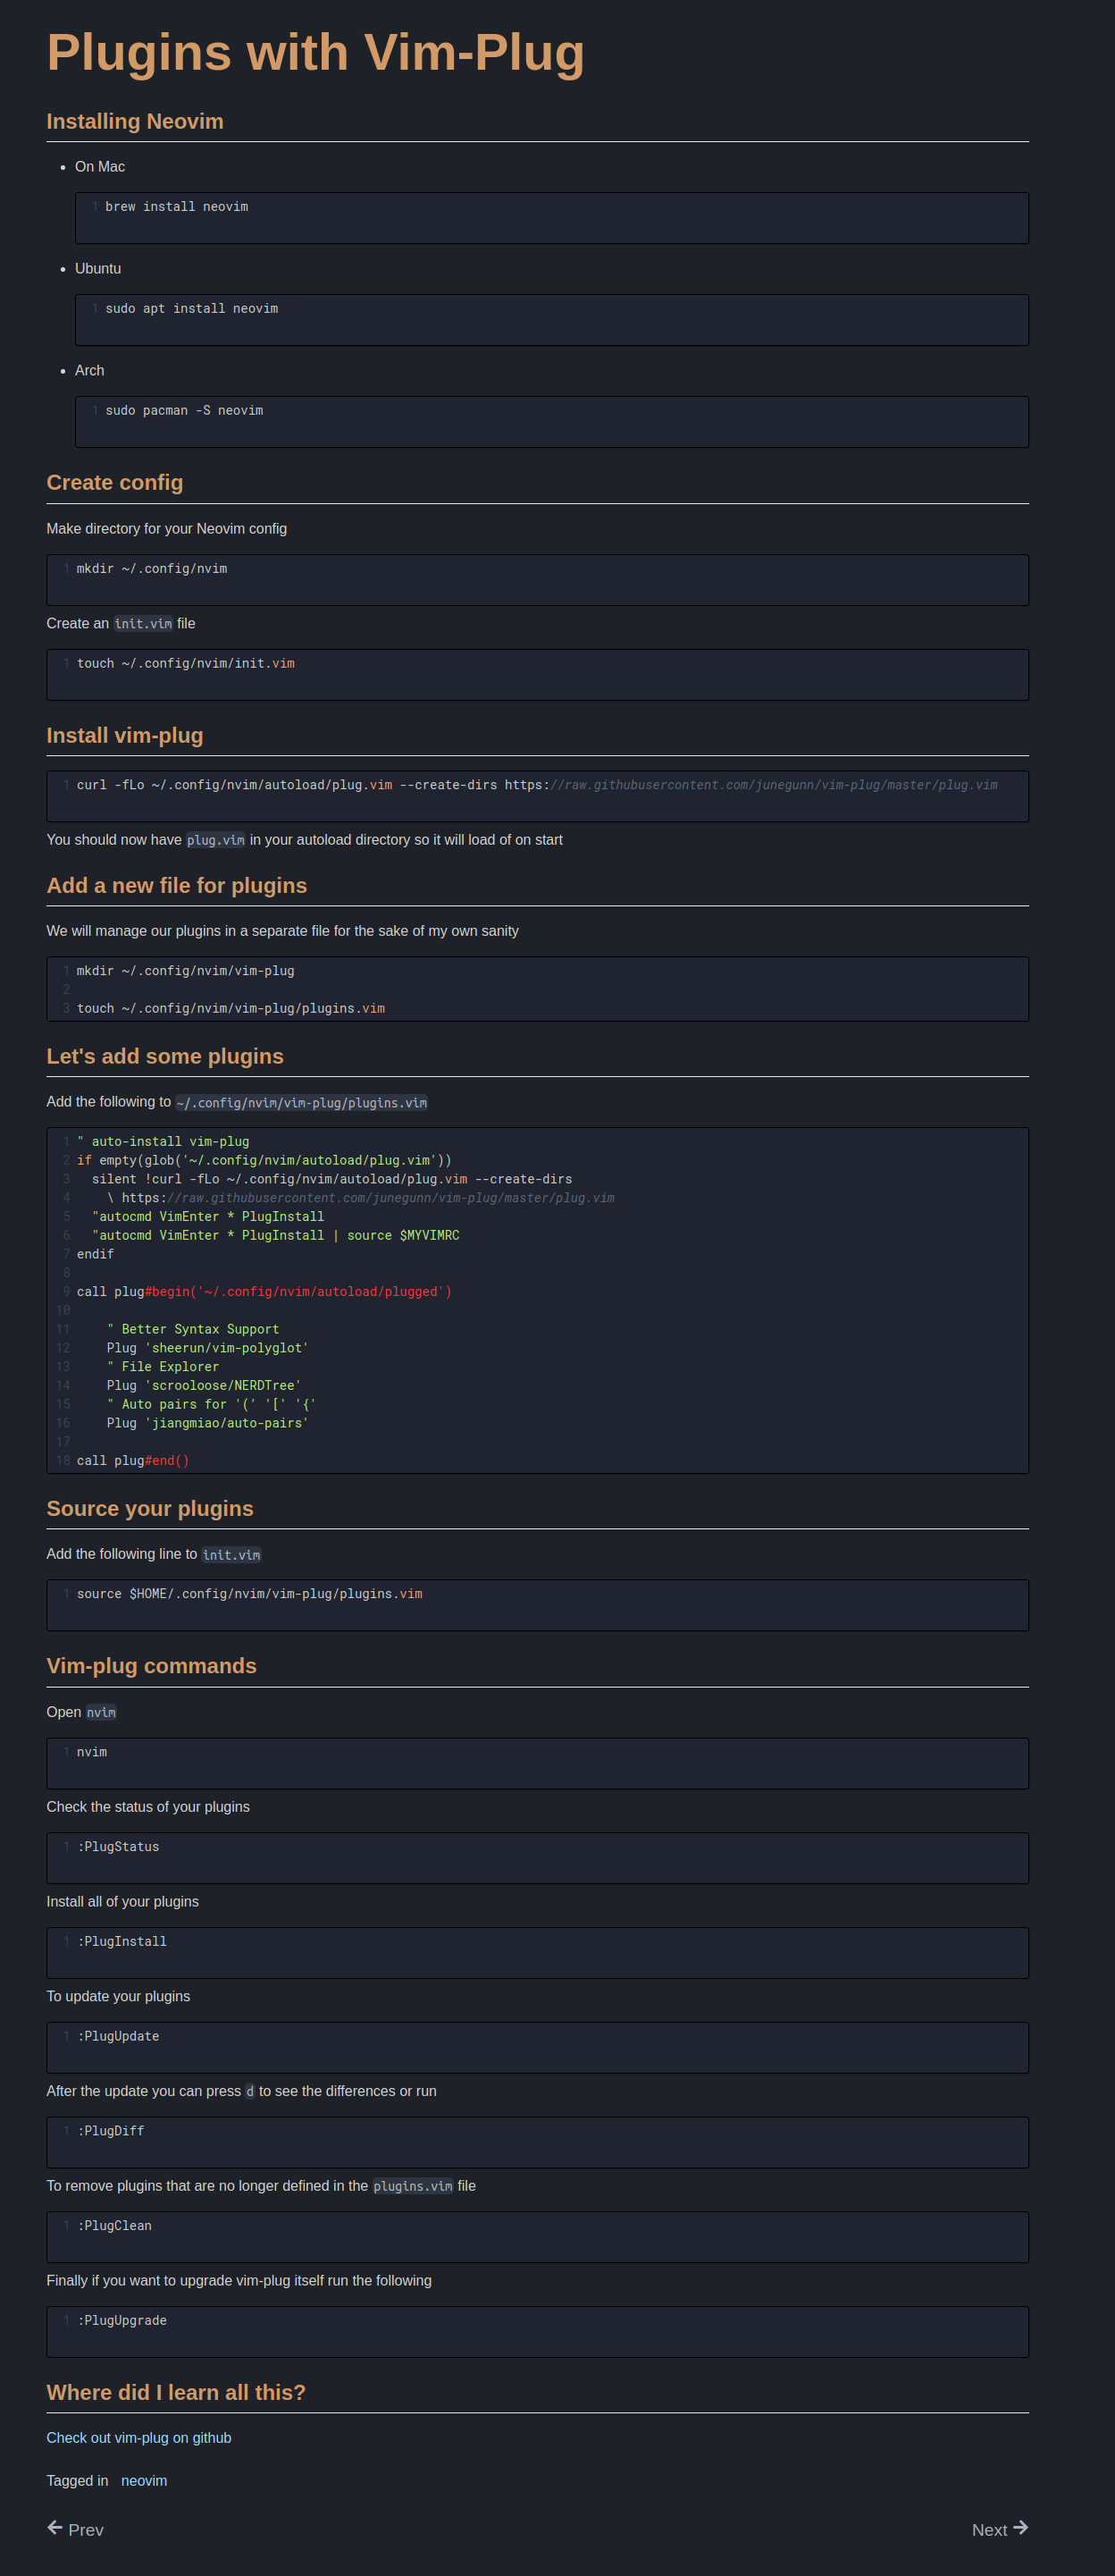 Plugins with Vim-Plug
Installing Neovim
On Mac
1 brew install neovim
Ubuntu
1 sudo apt install neovim
Arch
1 sudo pacman -S neovim
Create config
Make directory for your Neovim config
1 mkdir ~/.config/nvim
Create an init.vim file
1 touch ~/.config/nvim/init.vim
Install vim-plug
1 curl -fLo ~/.config/nvim/autoload/plug.vim --create-dirs https://raw.githubusercontent.com/junegunn/vim-plug/master/plug.vim
You should now have plug.vim in your autoload directory so it will load of on start
Add a new file for plugins
We will manage our plugins in a separate file for the sake of my own sanity
1 mkdir ~/.config/nvim/vim-plug
2
3 touch ~/.config/nvim/vim-plug/plugins.vim
Let's add some plugins
Add the following to ~/.config/nvim/vim-plug/plugins.vim
1 " auto-install vim-plug
2 if empty(glob('~/.config/nvim/autoload/plug.vim'))
3   silent !curl -fLo ~/.config/nvim/autoload/plug.vim --create-dirs
4     \ https://raw.githubusercontent.com/junegunn/vim-plug/master/plug.vim
5   "autocmd VimEnter * PlugInstall
6   "autocmd VimEnter * PlugInstall | source $MYVIMRC
7 endif
8
9 call plug#begin('~/.config/nvim/autoload/plugged')
10
11     " Better Syntax Support
12     Plug 'sheerun/vim-polyglot'
13     " File Explorer
14     Plug 'scrooloose/NERDTree'
15     " Auto pairs for '(' '[' '{'
16     Plug 'jiangmiao/auto-pairs'
17
18 call plug#end()
Source your plugins
Add the following line to init.vim
1 source $HOME/.config/nvim/vim-plug/plugins.vim
Vim-plug commands
Open nvim
1 nvim
Check the status of your plugins
1 :PlugStatus
Install all of your plugins
1 :PlugInstall
To update your plugins
1 :PlugUpdate
After the update you can press d to see the differences or run
1 :PlugDiff
To remove plugins that are no longer defined in the plugins.vim file
1 :PlugClean
Finally if you want to upgrade vim-plug itself run the following
1 :PlugUpgrade
Where did I learn all this?
Check out vim-plug on github
Tagged in neovim
← Prev
Next →